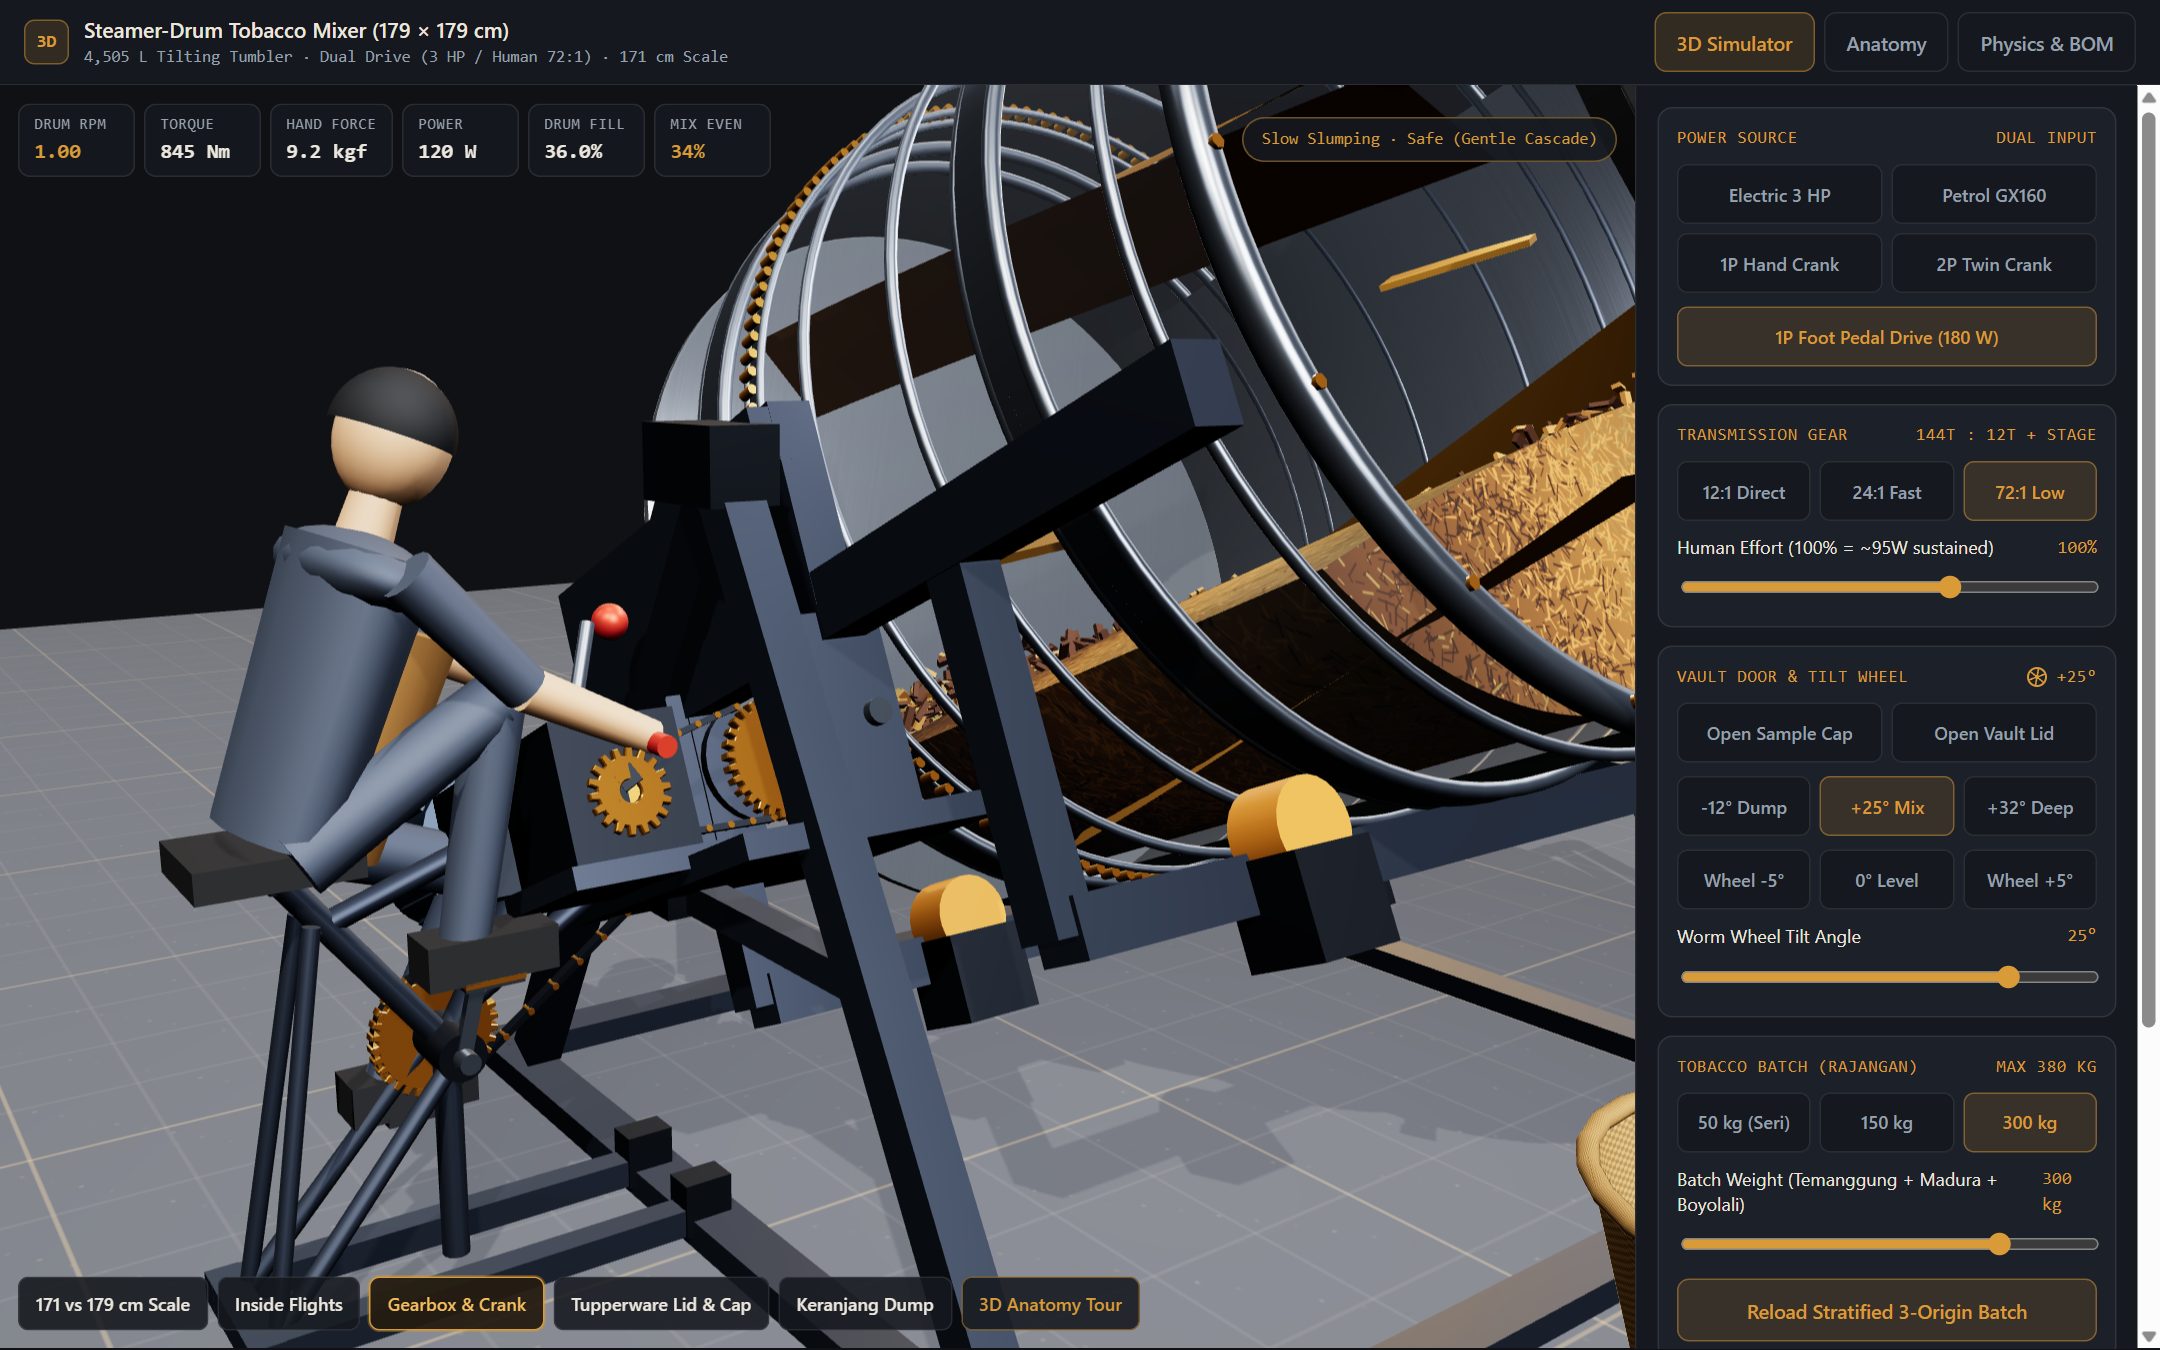 3D
Steamer-Drum Tobacco Mixer (179 × 179 cm)
4,505 L Tilting Tumbler · Dual Drive (3 HP / Human 72:1) · 171 cm Scale
3D Simulator
Anatomy
Physics & BOM
DRUM RPM
1.00
TORQUE
845 Nm
HAND FORCE
9.2 kgf
POWER
120 W
DRUM FILL
36.0%
MIX EVEN
34%
Slow Slumping · Safe (Gentle Cascade)
POWER SOURCE
DUAL INPUT
Electric 3 HP
Petrol GX160
1P Hand Crank
2P Twin Crank
1P Foot Pedal Drive (180 W)
TRANSMISSION GEAR
144T : 12T + STAGE
12:1 Direct
24:1 Fast
72:1 Low
Human Effort (100% = ~95W sustained)
100%
VAULT DOOR & TILT WHEEL
+25°
Open Sample Cap
Open Vault Lid
-12° Dump
+25° Mix
+32° Deep
Wheel -5°
0° Level
Wheel +5°
Worm Wheel Tilt Angle
25°
TOBACCO BATCH (RAJANGAN)
MAX 380 KG
50 kg (Seri)
150 kg
300 kg
Batch Weight (Temanggung + Madura +
Boyolali)
300
kg
Reload Stratified 3-Origin Batch
171 vs 179 cm Scale
Inside Flights
Gearbox & Crank
Tupperware Lid & Cap
Keranjang Dump
3D Anatomy Tour